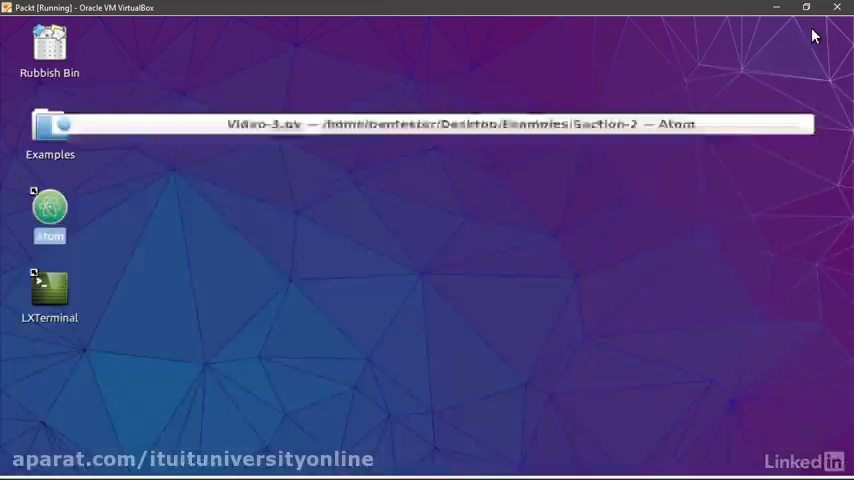 Packt [Running] - Oracle VM VirtualBox
Rubbish Bin
Video-3.py — /home/pentester/Desktop/Examples/Section-2 — Atom
Examples
Atom
LXTerminal
aparat.com/ituituniversityonline
Linked in